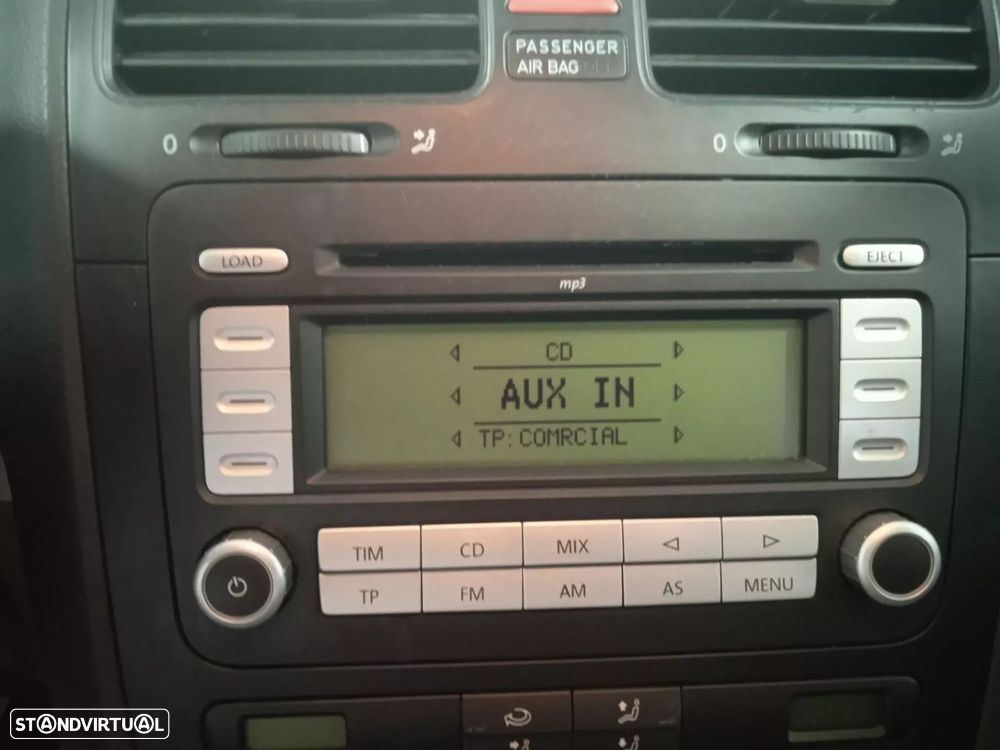 PASSENGER
AIR BAG
0
0
LOAD
EJECT
mp3
CD
AUX IN
TP:COMRCIAL
TIM CD MIX
TP FM AM AS MENU
STANDVIRTUAL